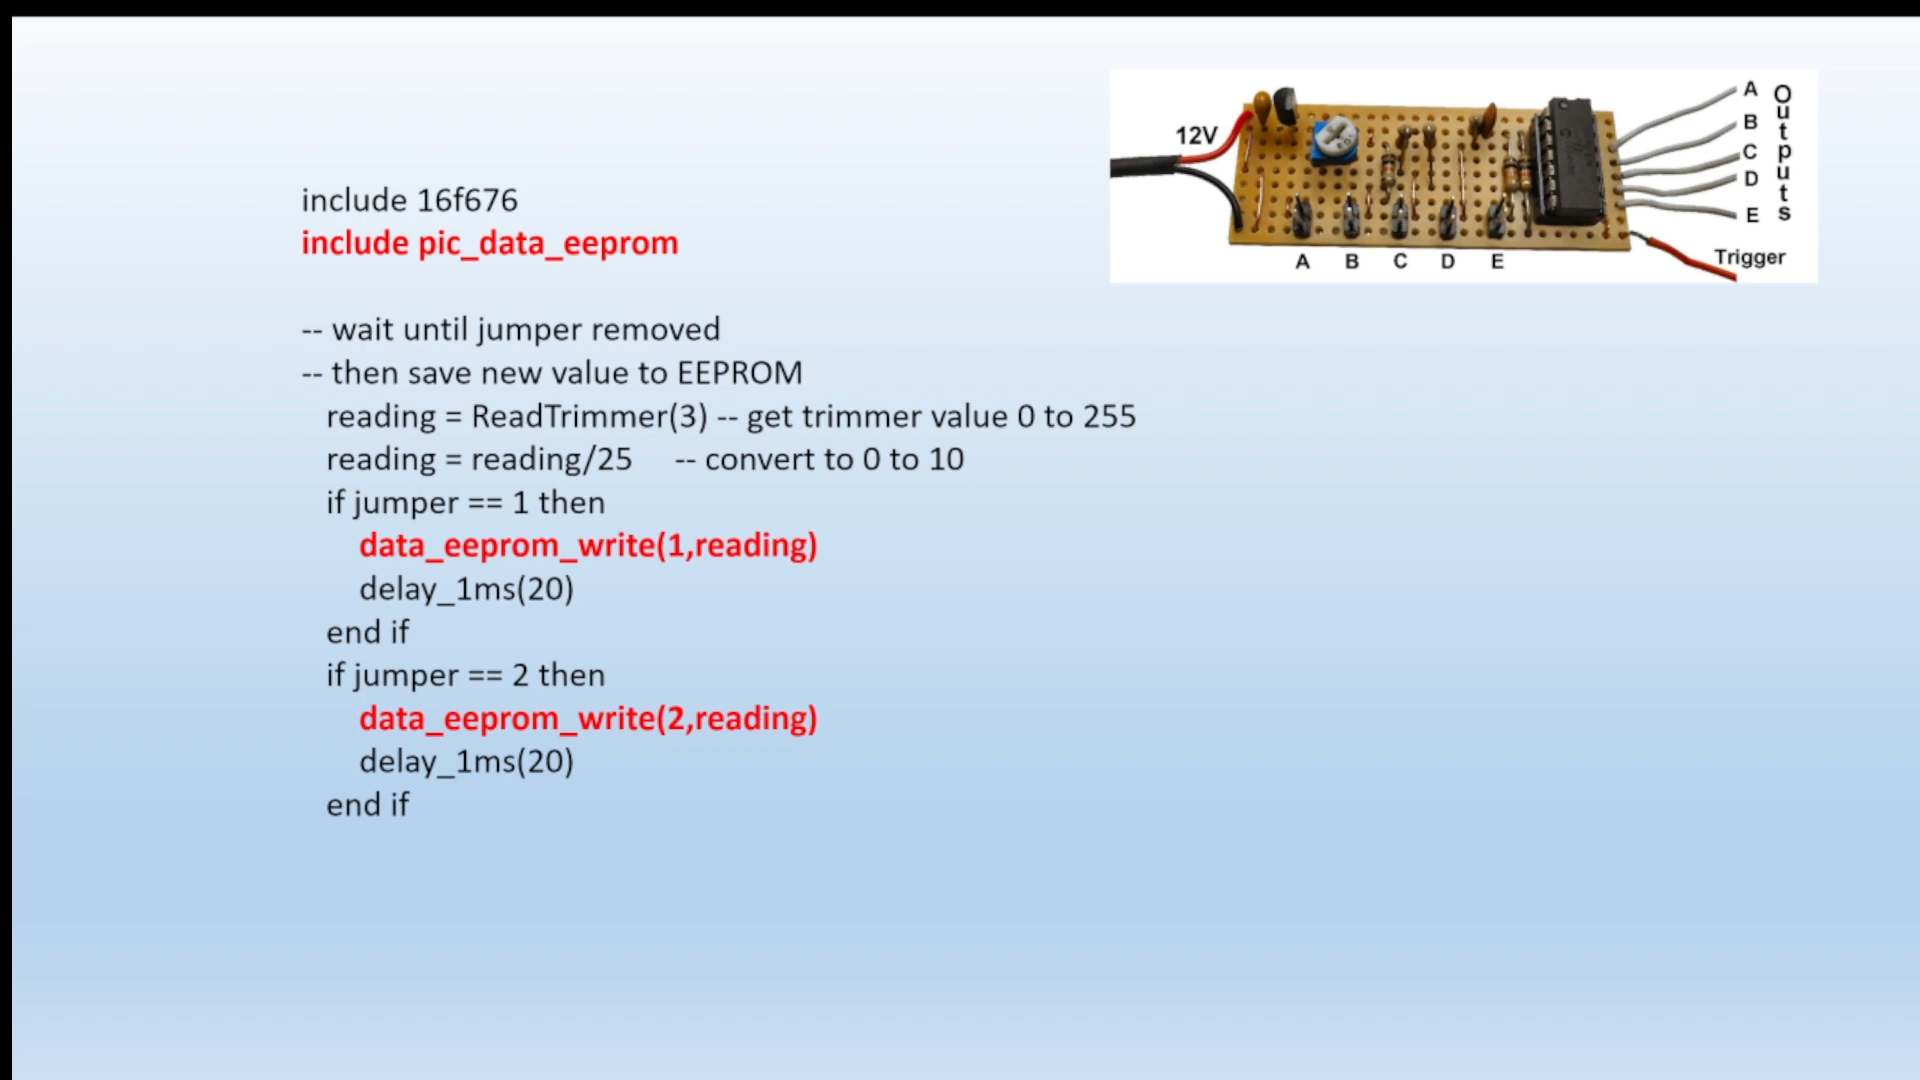 include 16f676
include pic_data_eeprom
-- wait until jumper removed
-- then save new value to EEPROM
reading = ReadTrimmer(3) -- get trimmer value 0 to 255
reading = reading/25 -- convert to 0 to 10
if jumper == 1 then
data_eeprom_write(1,reading)
delay_1ms(20)
end if
if jumper == 2 then
data_eeprom_write(2,reading)
delay_1ms(20)
end if
12V
A
B
C
D
E
Outputs
A B C D E
Trigger